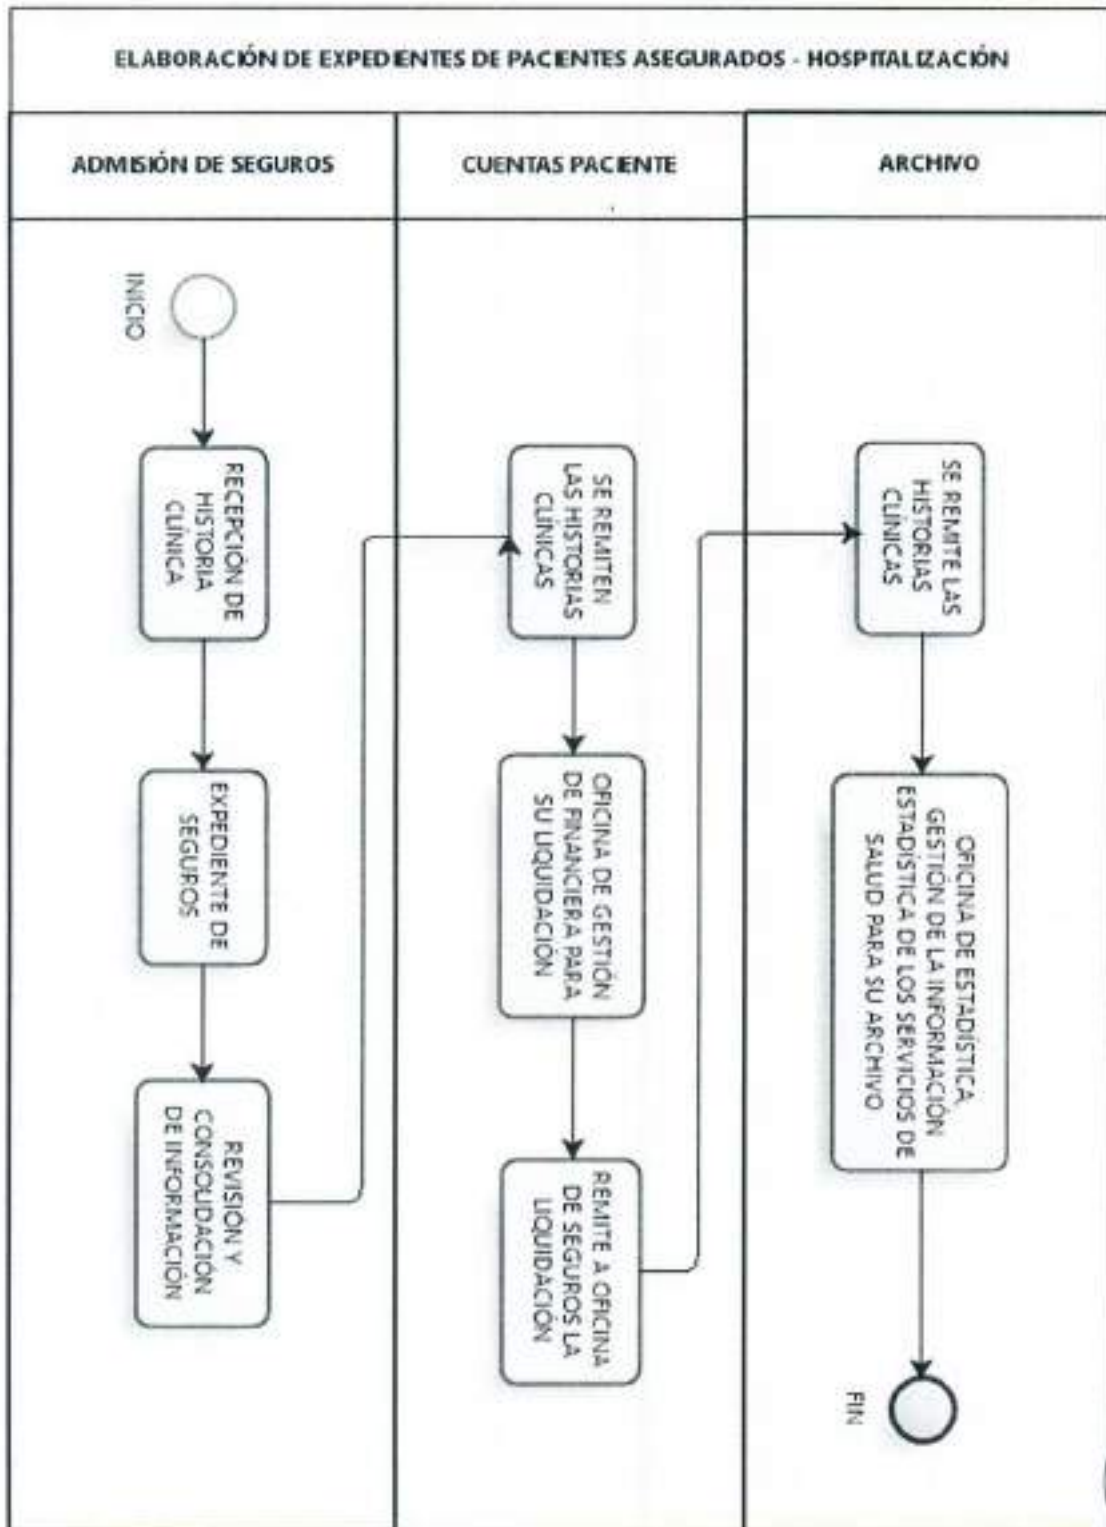 ELABORACIÓN DE EXPEDIENTES DE PACIENTES ASEGURADOS - HOSPITALIZACIÓN
ADMISIÓN DE SEGUROS
CUENTAS PACIENTE
ARCHIVO
INICIO
RECEPCIÓN DE
HISTORIA
CLÍNICA
EXPEDIENTE DE
SEGUROS
REVISIÓN Y
CONSOLIDACIÓN
DE INFORMACIÓN
SE REMITEN
LAS HISTORIAS
CLÍNICAS
OFICINA DE GESTIÓN
DE FINANCIERA PARA
SU LIQUIDACIÓN
REMITE A OFICINA
DE SEGUROS LA
LIQUIDACIÓN
SE REMITE LAS
HISTORIAS
CLÍNICAS
OFICINA DE ESTADÍSTICA,
GESTIÓN DE LA INFORMACIÓN
ESTADÍSTICA DE LOS SERVICIOS DE
SALUD PARA SU ARCHIVO
FIN